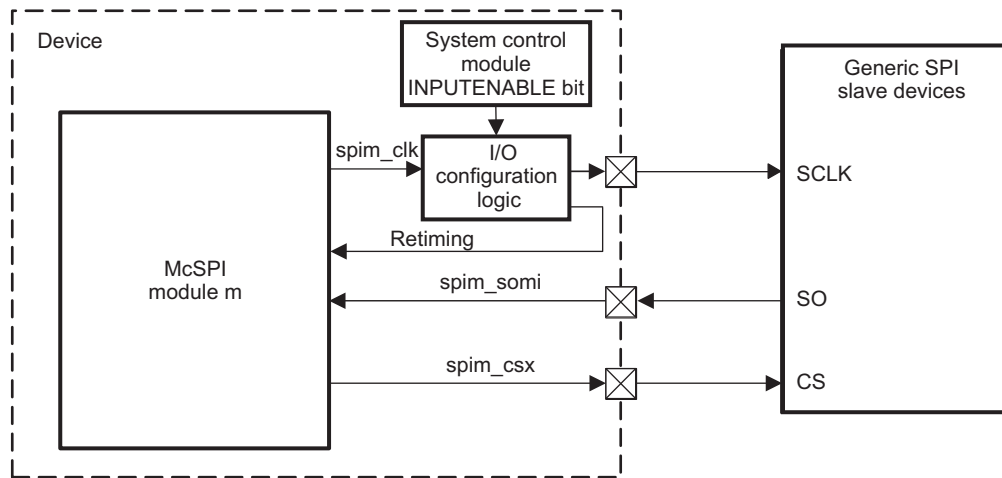 Device
System control
module
INPUTENABLE bit
Generic SPI
slave devices
spim_clk
I/O
configuration
logic
SCLK
Retiming
McSPI
module m
spim_somi
SO
spim_csx
CS